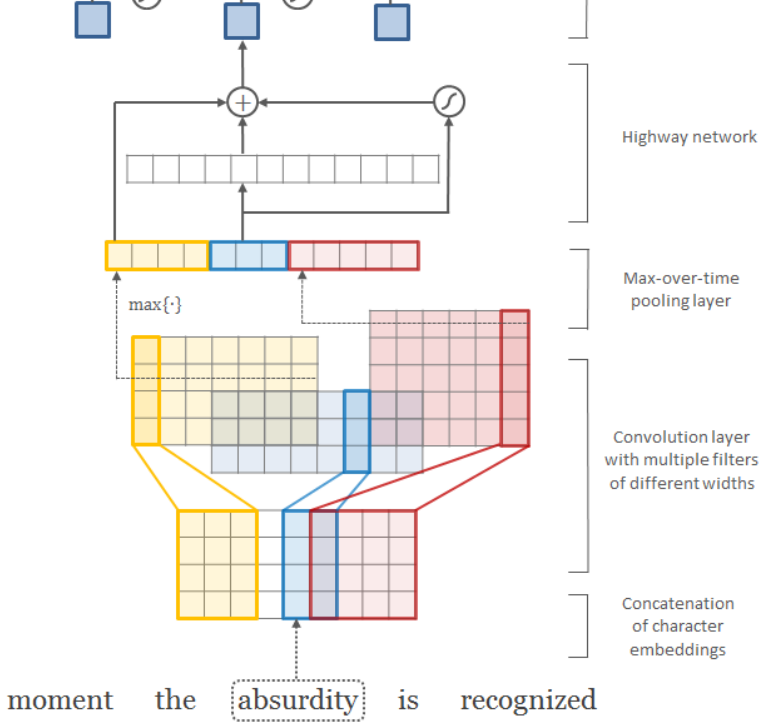 Highway network
+
Max-over-time
pooling layer
max{·}
Convolution layer
with multiple filters
of different widths
Concatenation
of character
embeddings
moment the absurdity is recognized